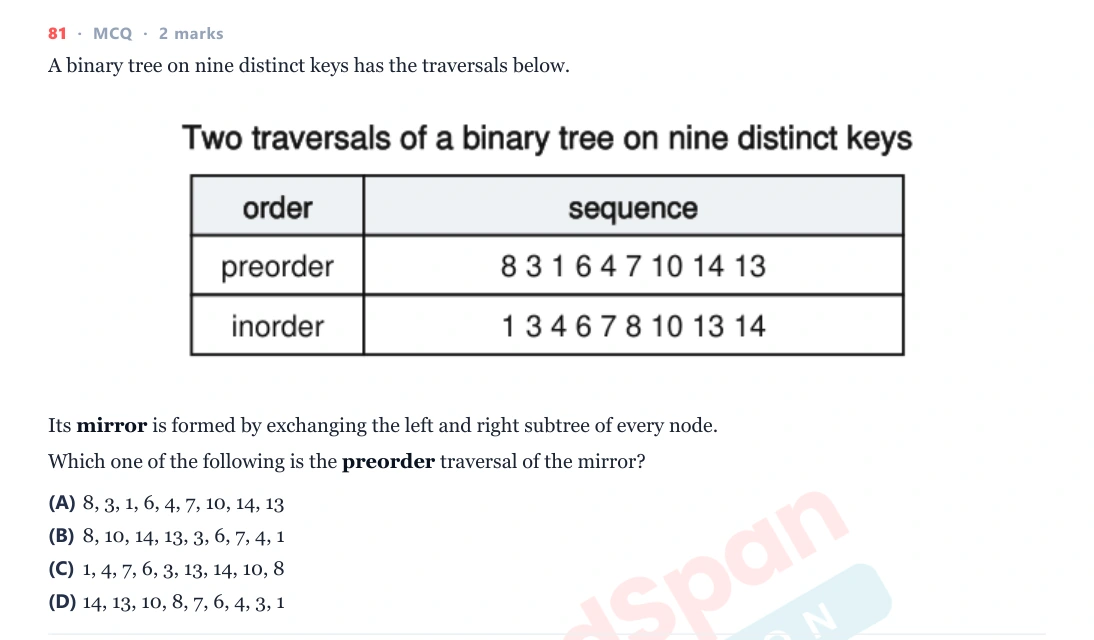 81 · MCQ · 2 marks
A binary tree on nine distinct keys has the traversals below.
Two traversals of a binary tree on nine distinct keys
order sequence
preorder 8 3 1 6 4 7 10 14 13
inorder 1 3 4 6 7 8 10 13 14
Its mirror is formed by exchanging the left and right subtree of every node.
Which one of the following is the preorder traversal of the mirror?
(A) 8, 3, 1, 6, 4, 7, 10, 14, 13
(B) 8, 10, 14, 13, 3, 6, 7, 4, 1
(C) 1, 4, 7, 6, 3, 13, 14, 10, 8
(D) 14, 13, 10, 8, 7, 6, 4, 3, 1